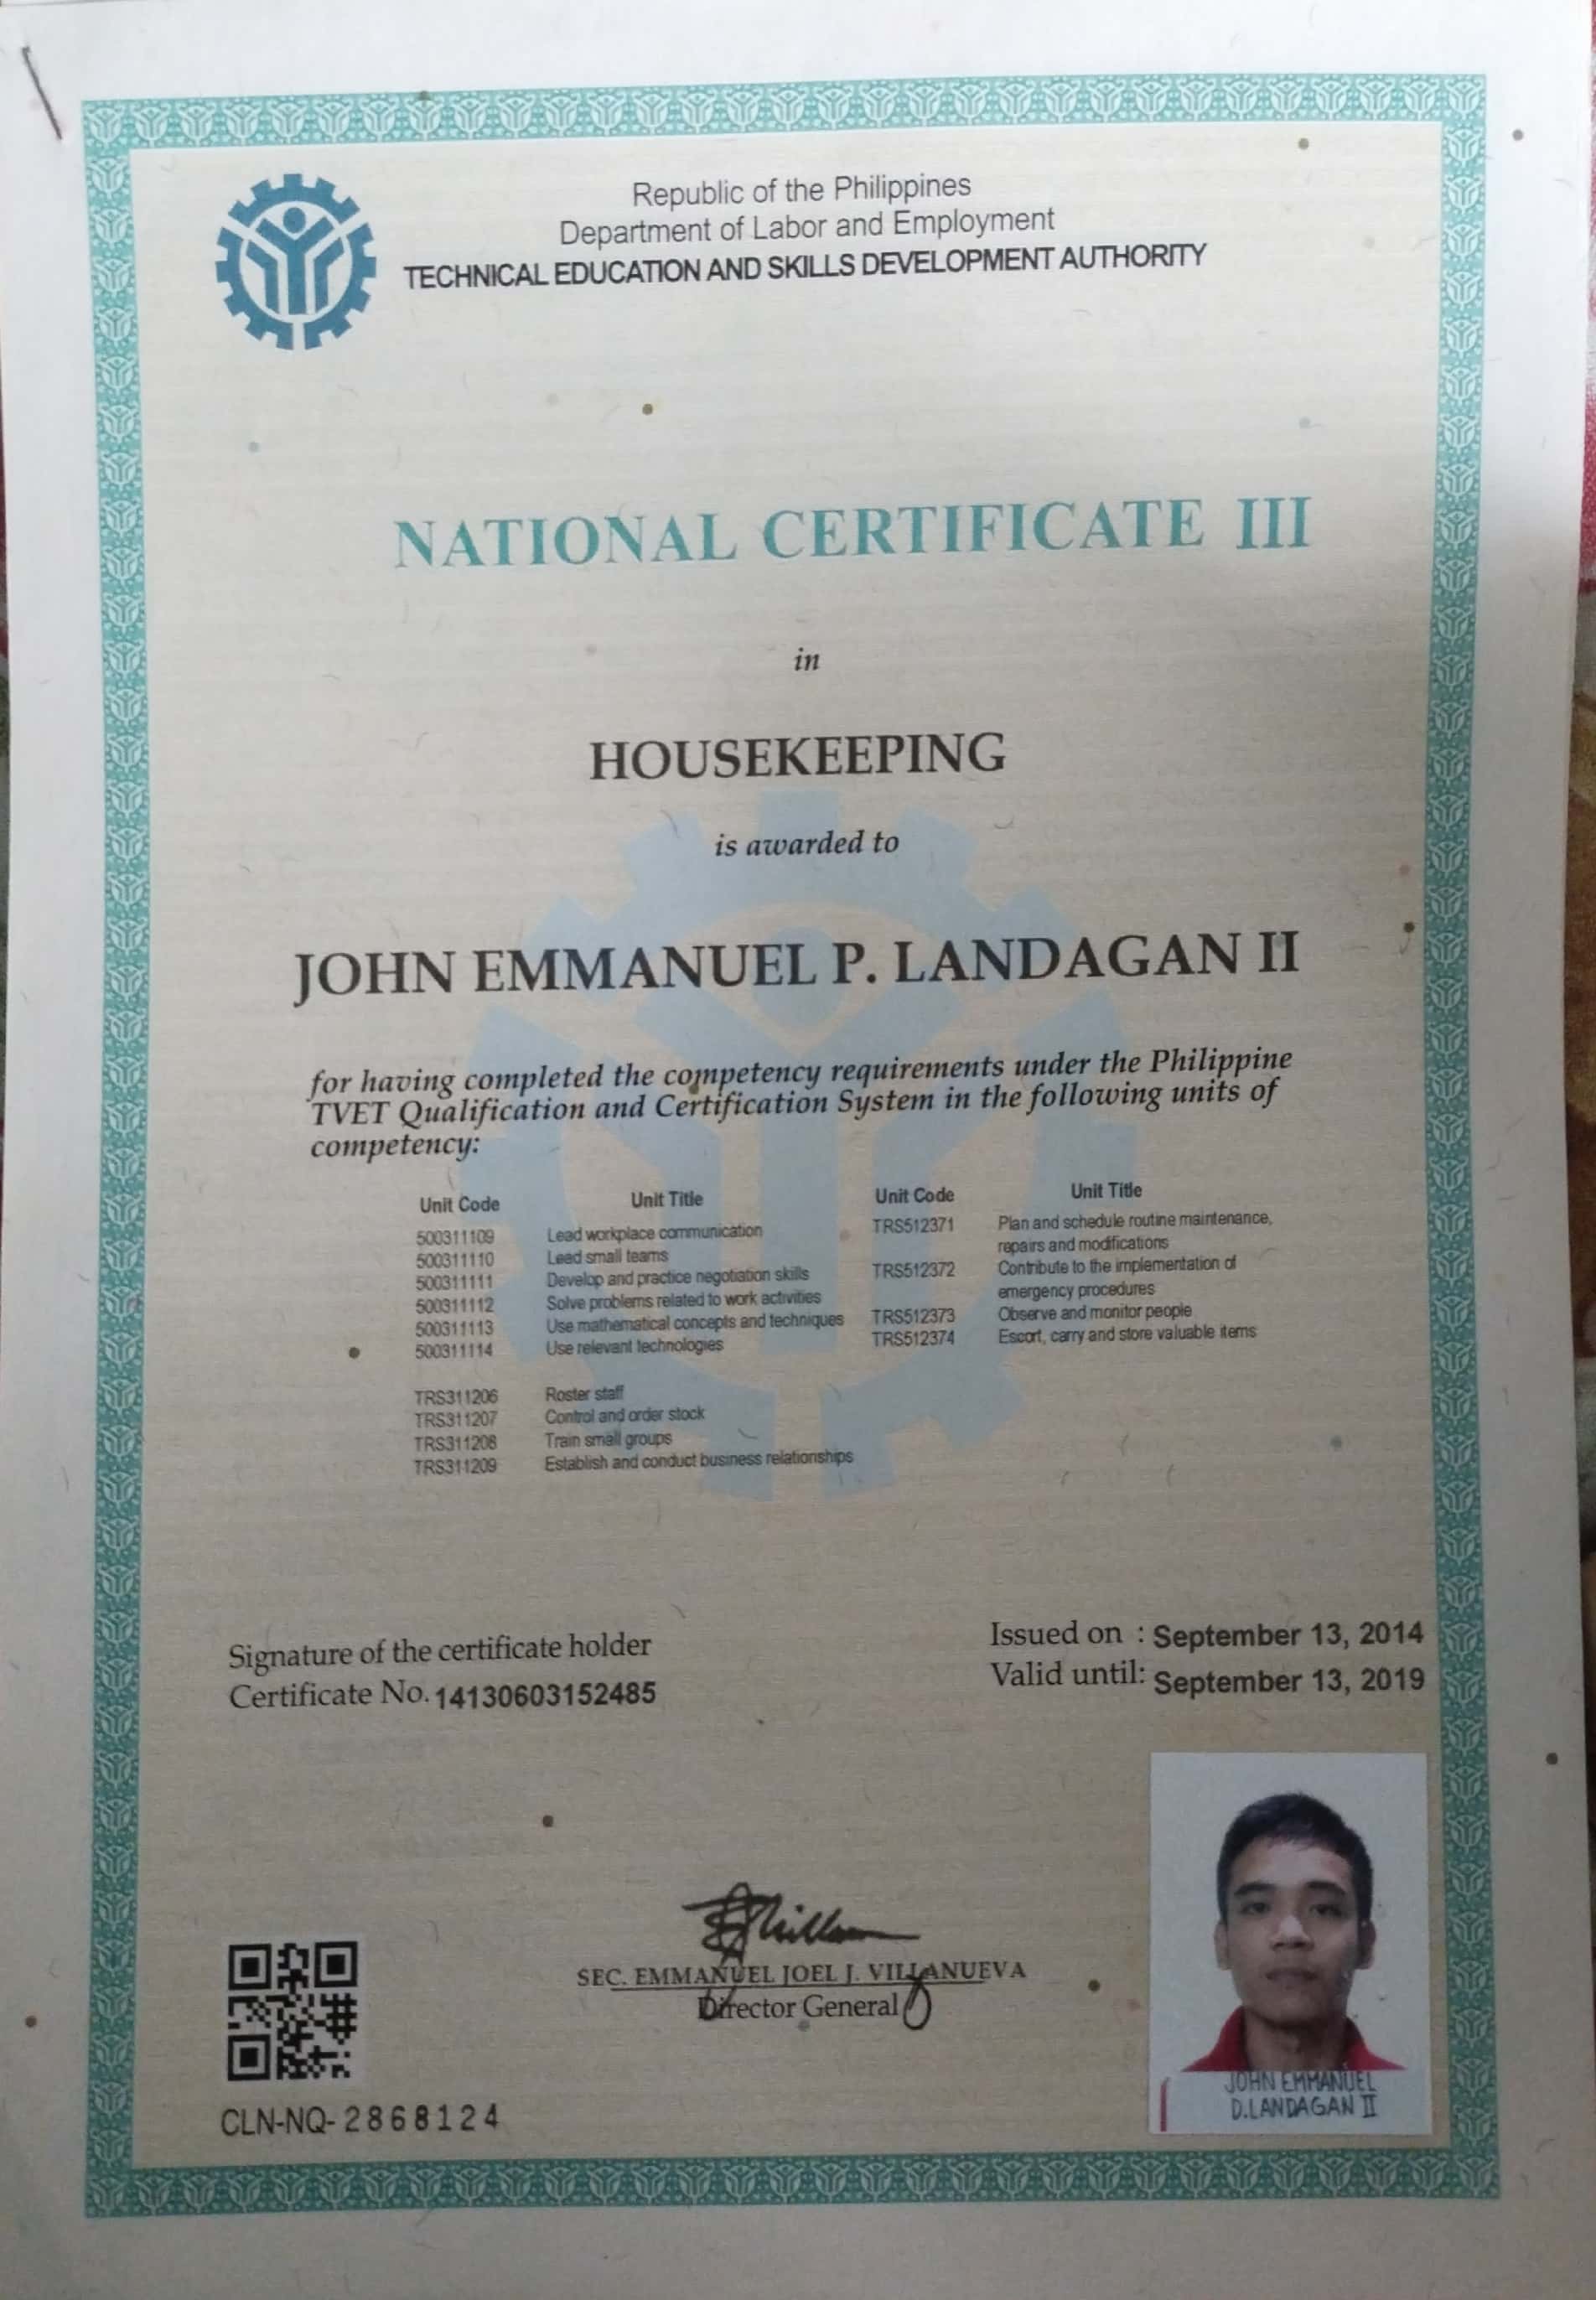 Republic of the Philippines
Department of Labor and Employment
TECHNICAL EDUCATION AND SKILLS DEVELOPMENT AUTHORITY
NATIONAL CERTIFICATE III
in
HOUSEKEEPING
is awarded to
JOHN EMMANUEL P. LANDAGAN II
for having completed the competency requirements under the Philippine
TVET Qualification and Certification System in the following units of
competency:
Unit Code Unit Title
500311109 Lead workplace communication
500311110 Lead small teams
500311111 Develop and practice negotiation skills
500311112 Solve problems related to work activities
500311113 Use mathematical concepts and techniques
500311114 Use relevant technologies
TRS311206 Roster staff
TRS311207 Control and order stock
TRS311208 Train small groups
TRS311209 Establish and conduct business relationships
Unit Code Unit Title
TRS512371 Plan and schedule routine maintenance,
repairs and modifications
TRS512372 Contribute to the implementation of
emergency procedures
TRS512373 Observe and monitor people
TRS512374 Escort, carry and store valuable items
Signature of the certificate holder
Certificate No. 14130603152485
Issued on : September 13, 2014
Valid until: September 13, 2019
SEC. EMMANUEL JOEL J. VILLANUEVA
Director General
CLN-NQ- 2868124
JOHN EMMANUEL
D. LANDAGAN II